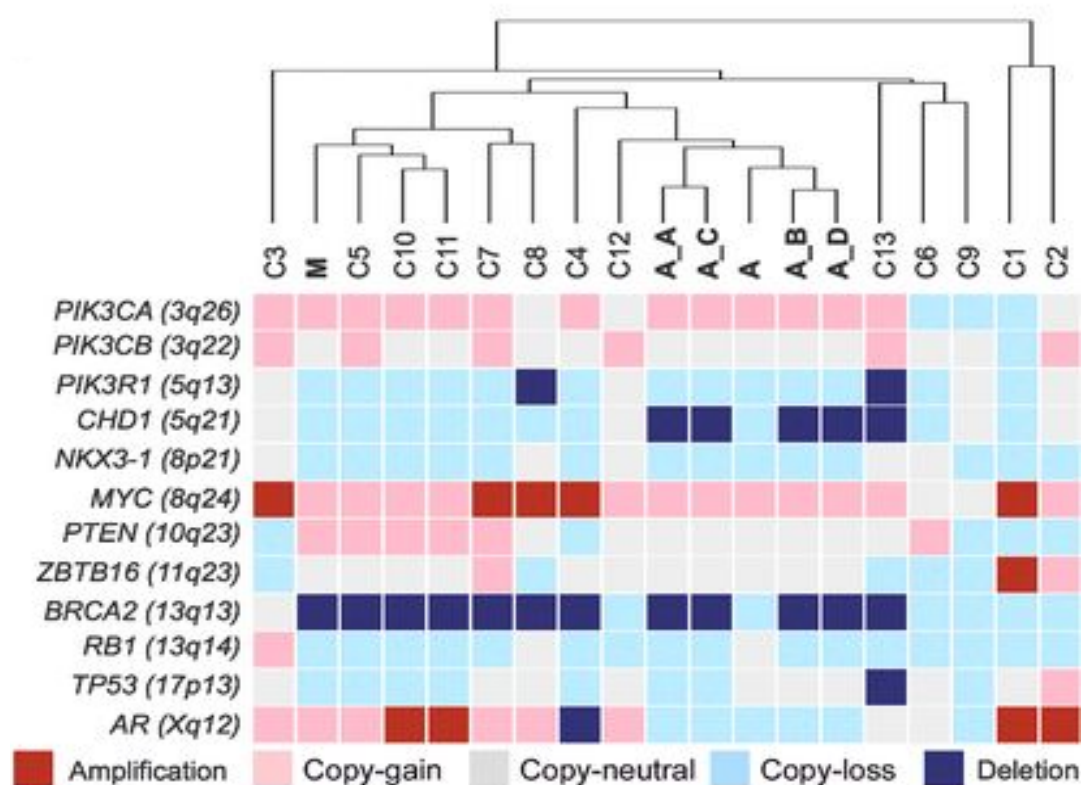 C3 M C5 C10 C11 C7 C8 C4 C12 A_A A_C A A_B A_D C13 C6 C9 C1 C2
PIK3CA (3q26)
PIK3CB (3q22)
PIK3R1 (5q13)
CHD1 (5q21)
NKX3-1 (8p21)
MYC (8q24)
PTEN (10q23)
ZBTB16 (11q23)
BRCA2 (13q13)
RB1 (13q14)
TP53 (17p13)
AR (Xq12)
Amplification Copy-gain Copy-neutral Copy-loss Deletion